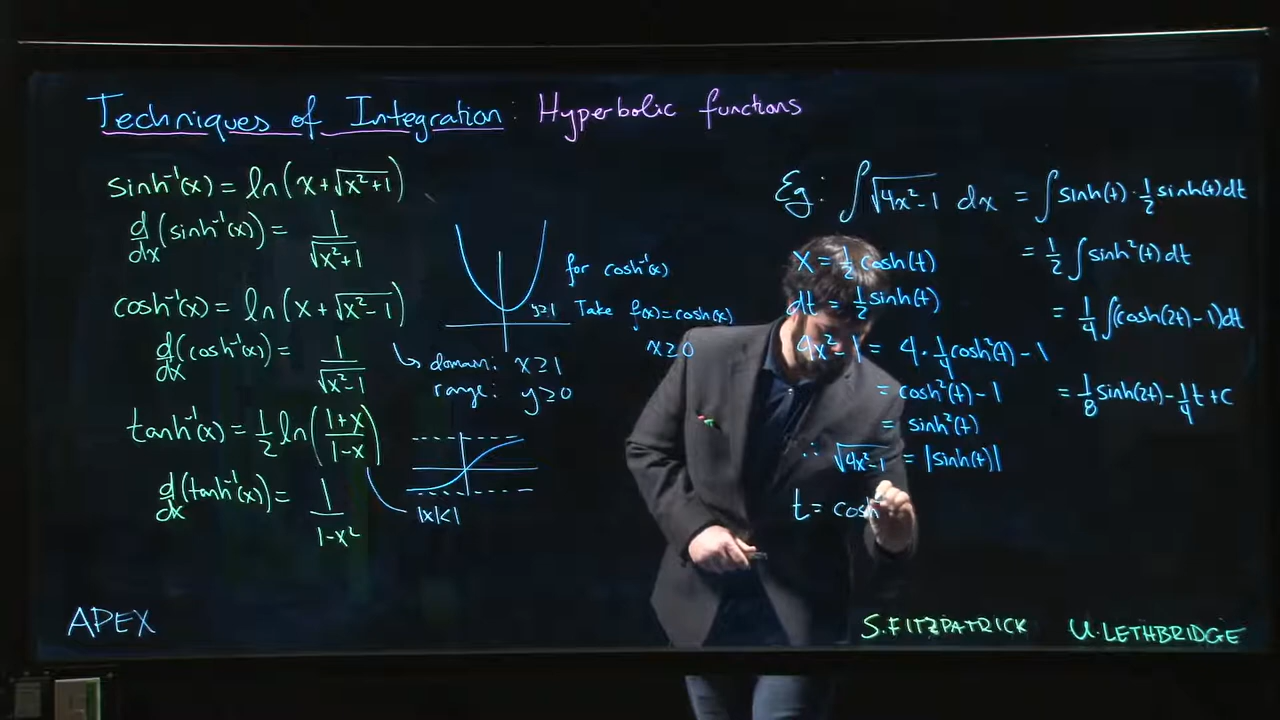 Techniques of Integration: Hyperbolic functions
sinh⁻¹(x) = ln(x+√(x²+1))
d/dx(sinh⁻¹(x)) = 1/√(x²+1)
cosh⁻¹(x) = ln(x+√(x²-1))
d/dx(cosh⁻¹(x)) = 1/√(x²-1)
tanh⁻¹(x) = 1/2 ln((1+x)/(1-x))
d/dx(tanh⁻¹(x)) = 1/(1-x²)
y≥1
for cosh⁻¹(x)
Take f(x)=cosh(x)
x≥0
domain: x≥1
range: y≥0
|x|<1
Eg: ∫√(4x²-1) dx = ∫sinh(t)·1/2 sinh(t)dt
= 1/2 ∫sinh²(t)dt
= 1/4 ∫(cosh(2t)-1)dt
= 1/8 sinh(2t) - 1/4 t + C
x = 1/2 cosh(t)
dt = 1/2 sinh(t)
4x²-1 = 4·1/4 cosh²(t) - 1
= cosh²(t) - 1
= sinh²(t)
∴ √(4x²-1) = |sinh(t)|
t = cosh
APEX
S.FITZPATRICK U.LETHBRIDGE